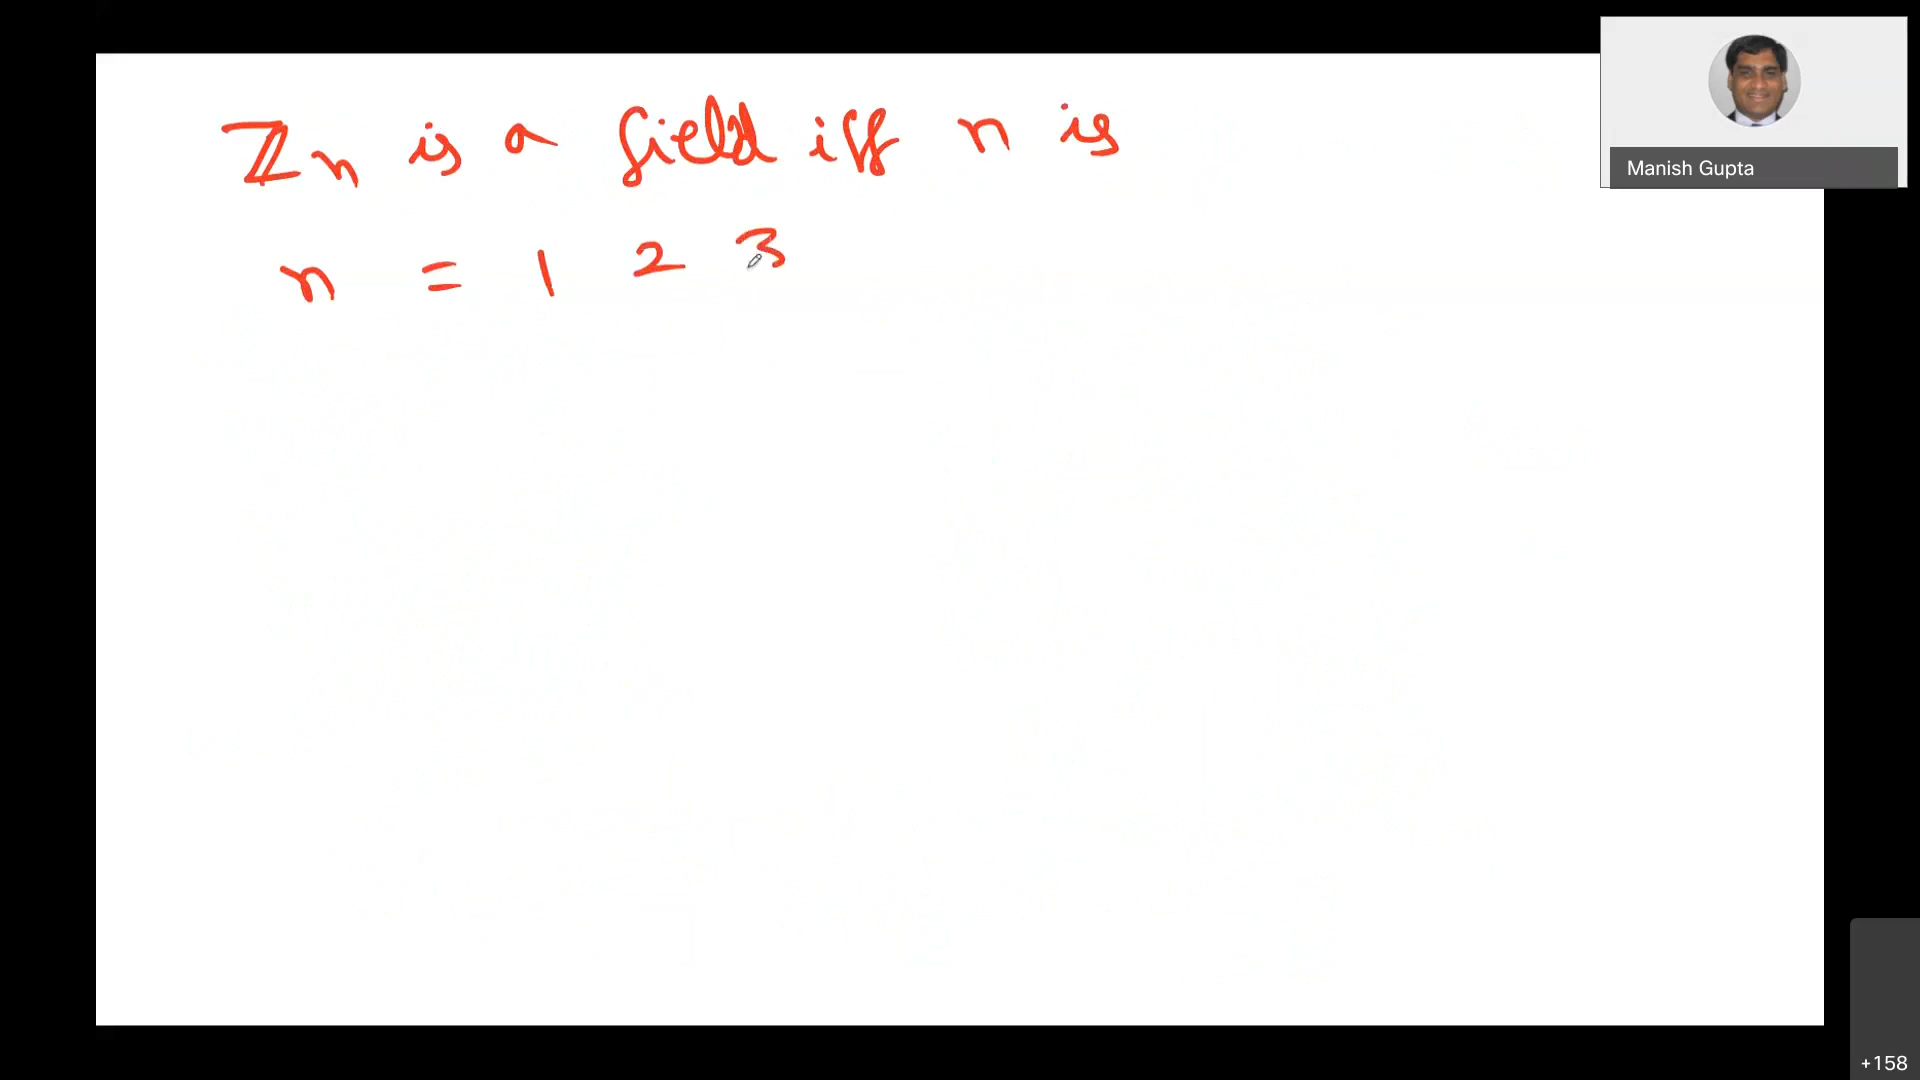 ℤn is a field iff n is
n = 1 2 3
Manish Gupta
+158